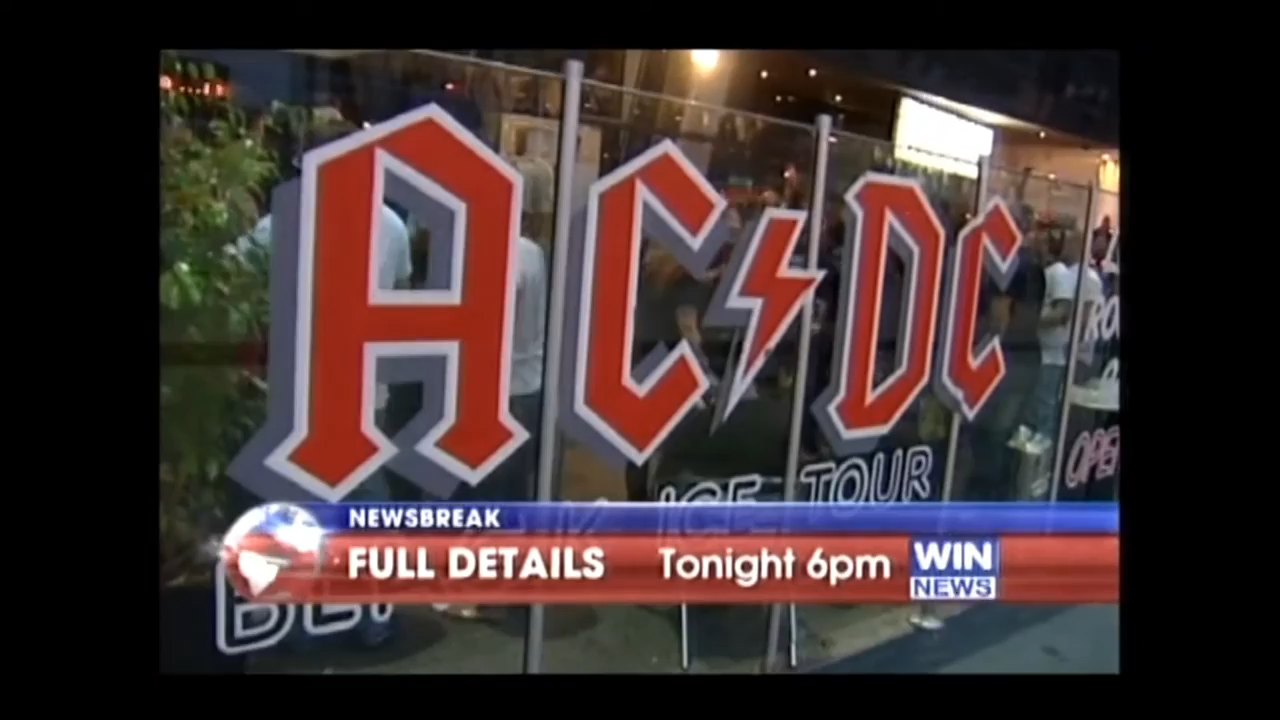 AC⚡DC
ICE TOUR
NEWSBREAK
FULL DETAILS Tonight 6pm WIN
NEWS